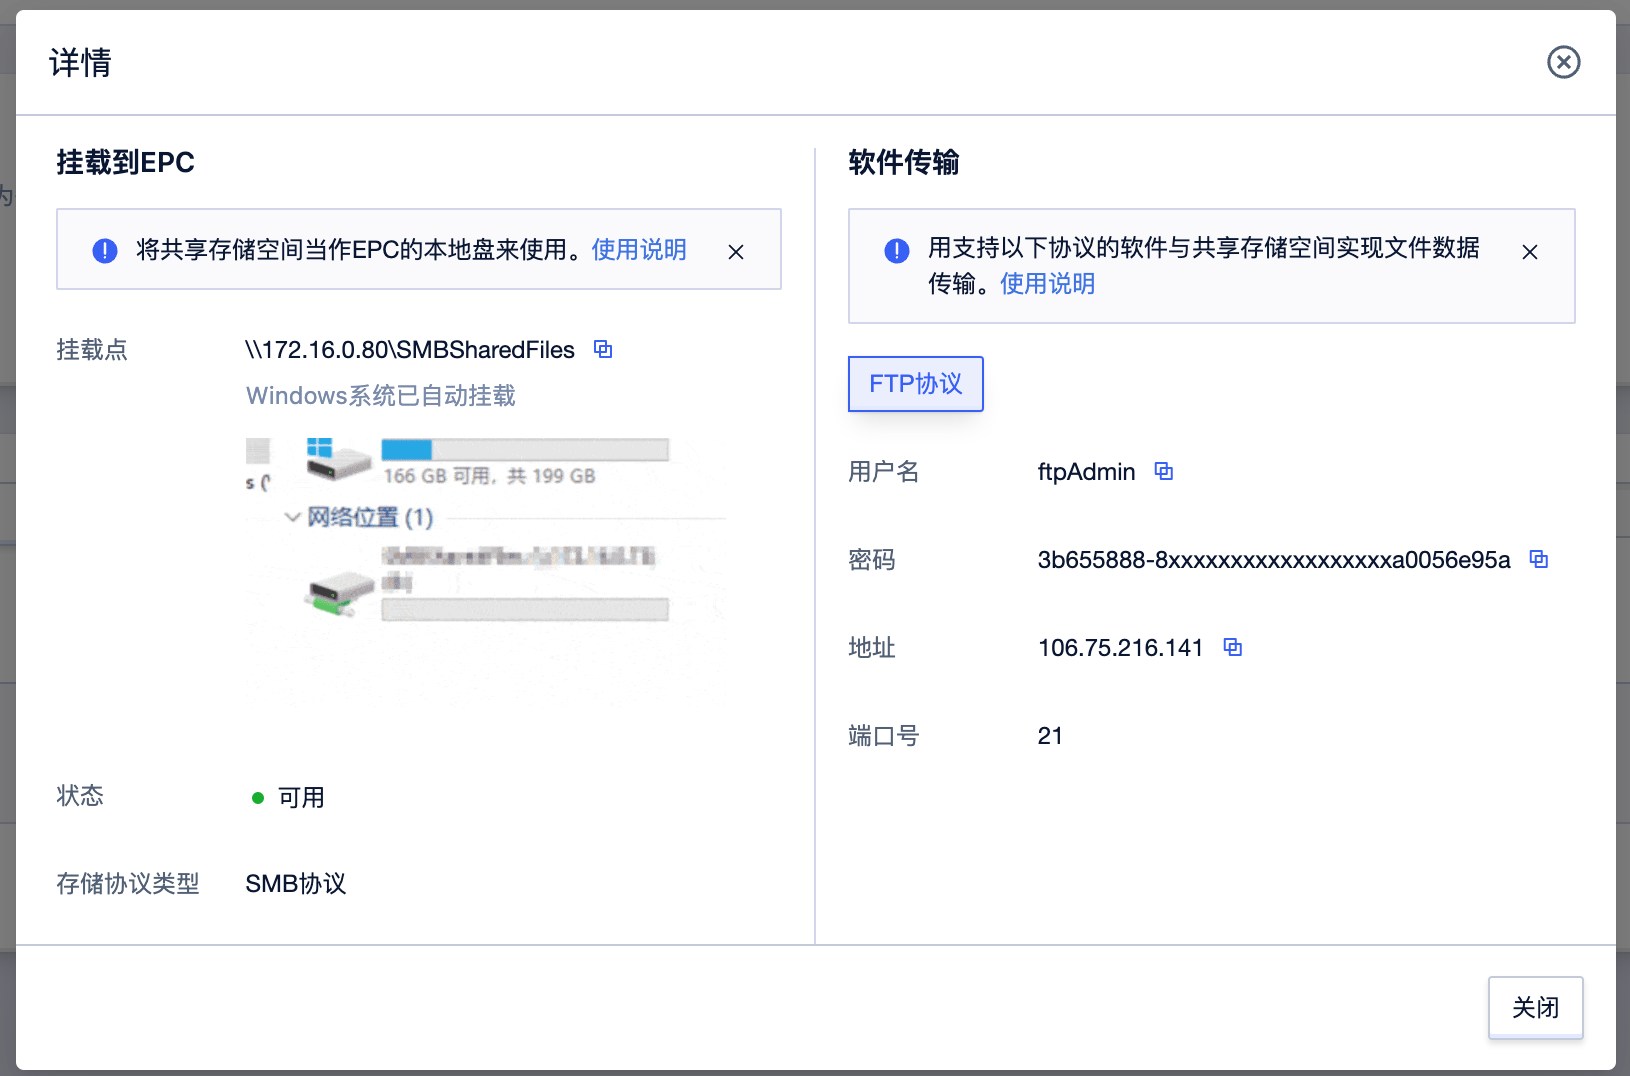 详情
挂载到EPC
将共享存储空间当作EPC的本地盘来使用。使用说明
挂载点
\\172.16.0.80\SMBSharedFiles
Windows系统已自动挂载
s (
166 GB 可用，共 199 GB
网络位置 (1)
状态
可用
存储协议类型
SMB协议
软件传输
用支持以下协议的软件与共享存储空间实现文件数据
传输。使用说明
FTP协议
用户名
ftpAdmin
密码
3b655888-8xxxxxxxxxxxxxxxxxxa0056e95a
地址
106.75.216.141
端口号
21
关闭